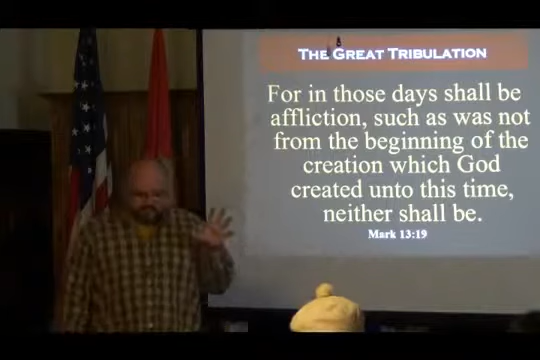 The Great Tribulation
For in those days shall be
affliction, such as was not
from the beginning of the
creation which God
created unto this time,
neither shall be.
Mark 13:19